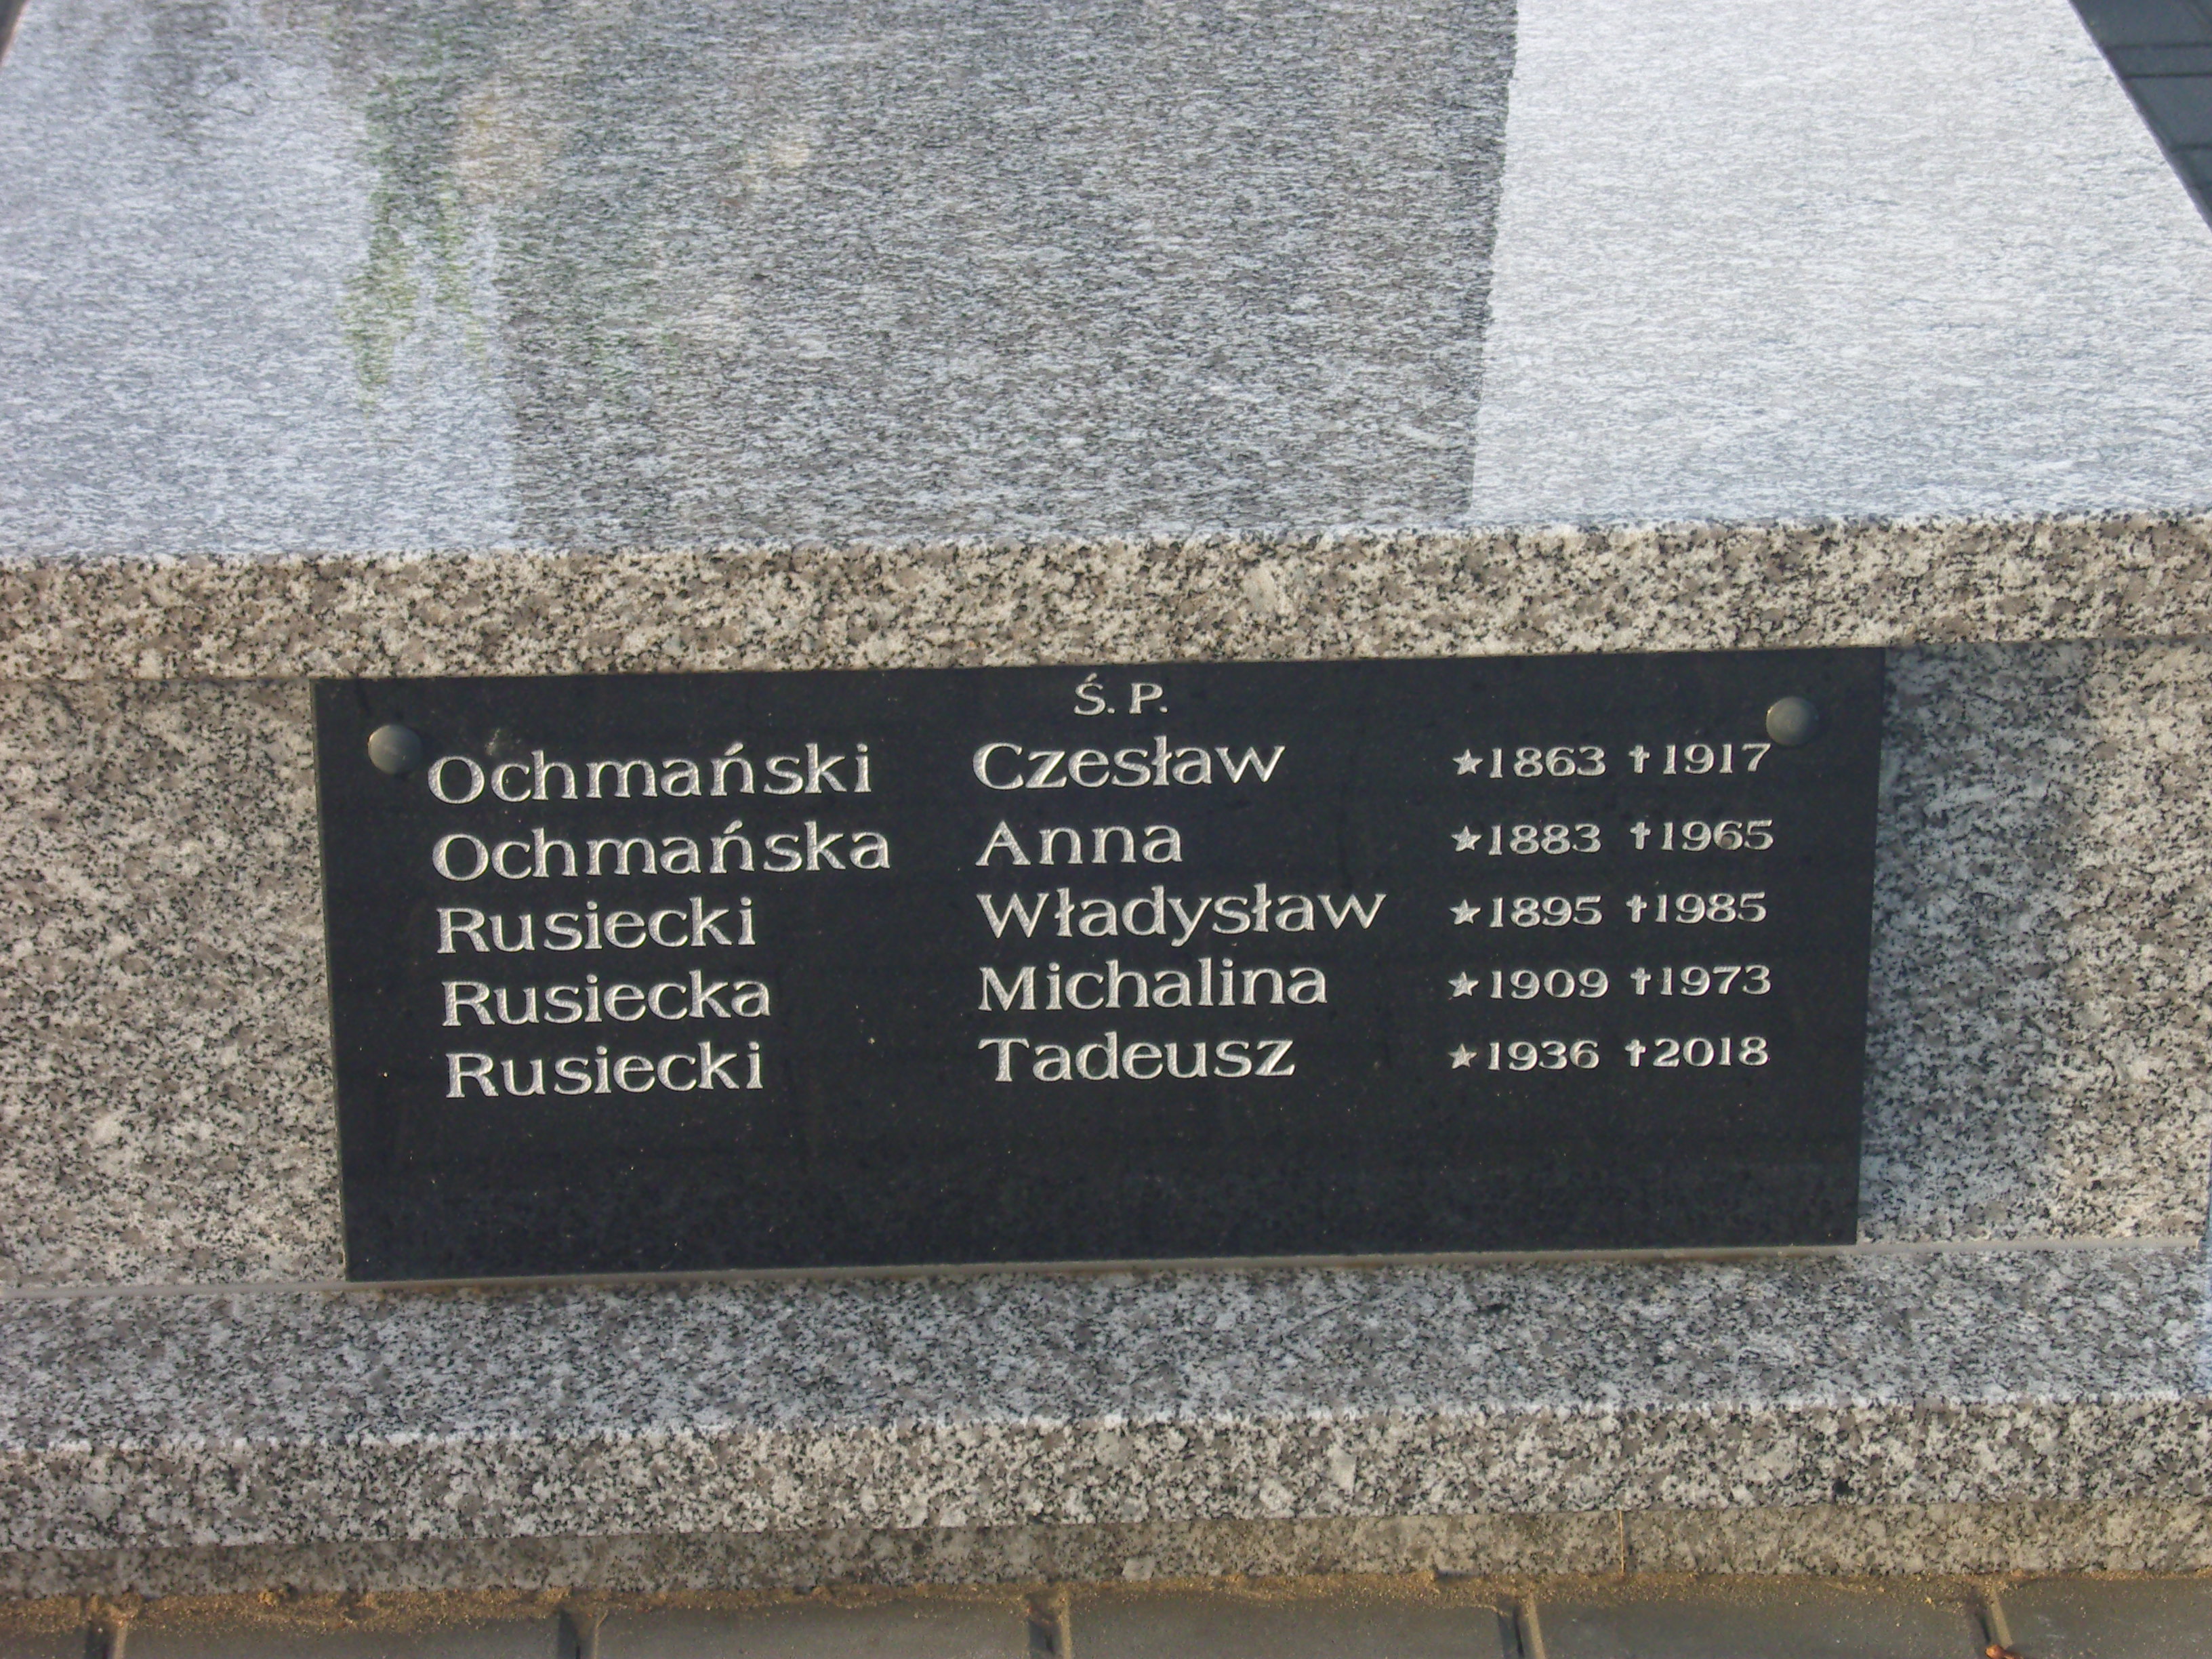 Ś. P.
Ochmański Czesław ★1863 ✝1917
Ochmańska Anna ★1883 ✝1965
Rusiecki Władysław ★1895 ✝1985
Rusiecka Michalina ★1909 ✝1973
Rusiecki Tadeusz ★1936 ✝2018